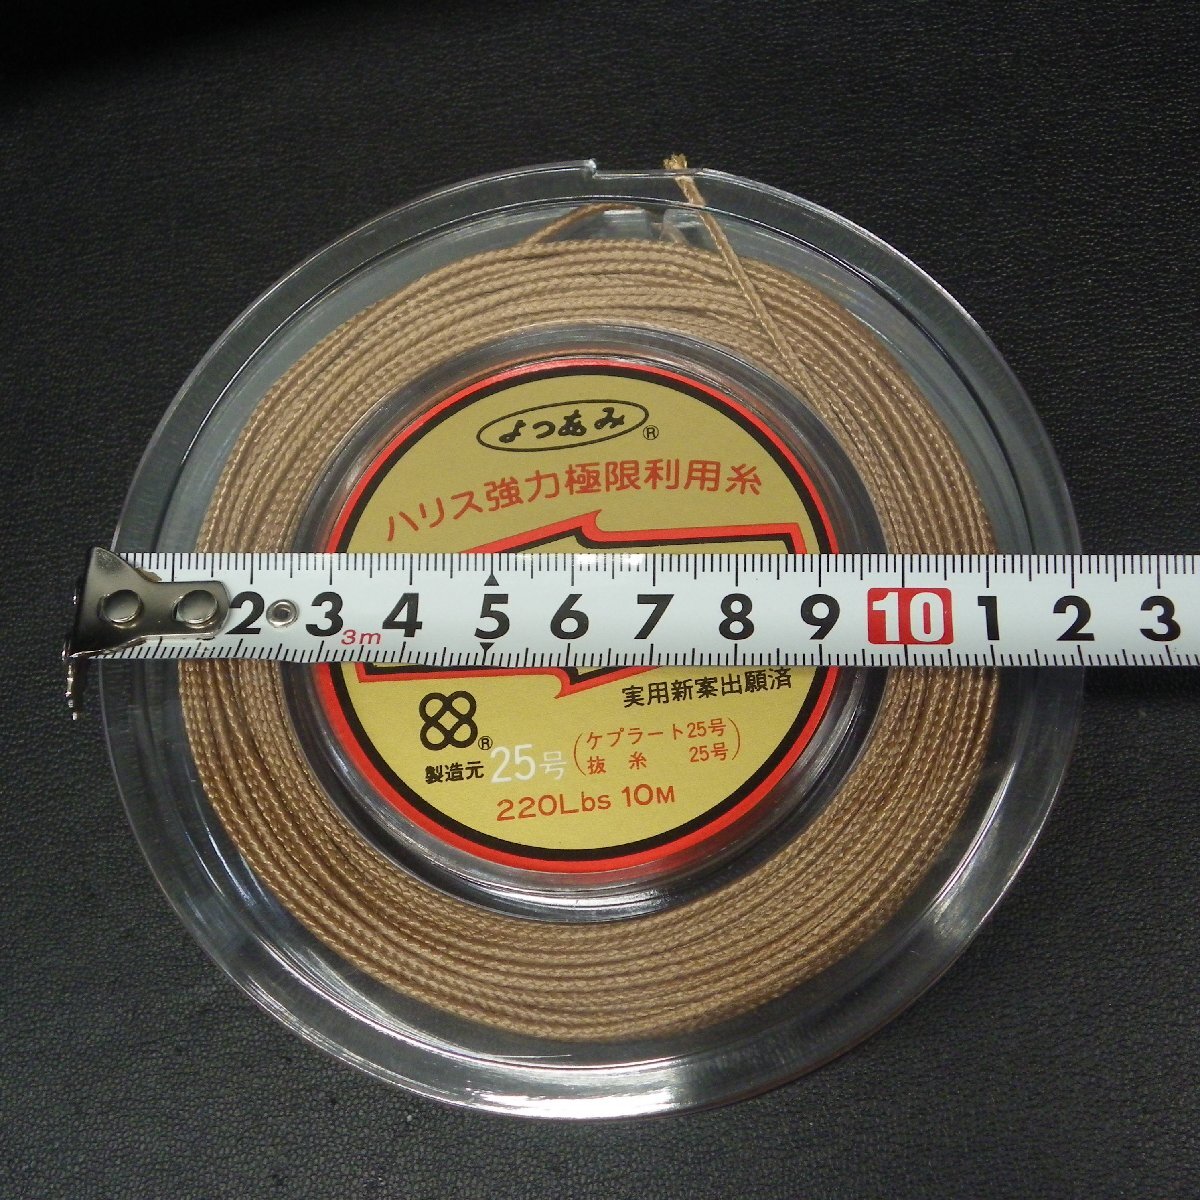 よつあみ®
ハリス強力極限利用糸
2 3 4 5 6 7 8 9 10 1 2 3
3m
実用新案出願済
®
製造元 25号 (ケプラート25号
抜糸 25号)
220Lbs 10M